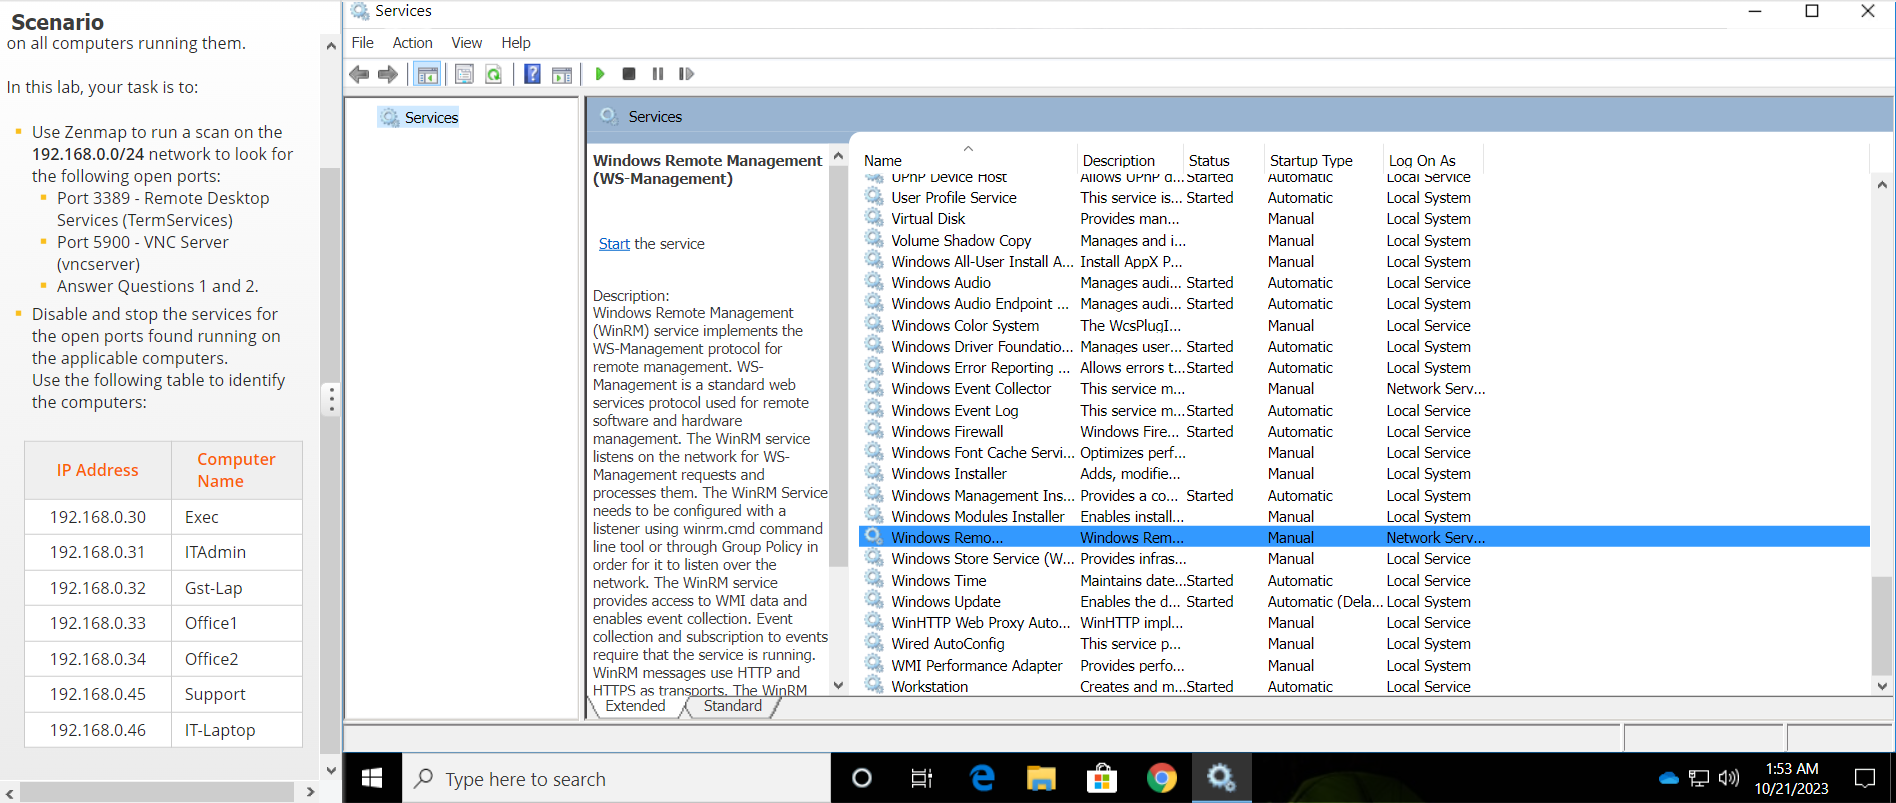 Scenario
on all computers running them.
In this lab, your task is to:
Use Zenmap to run a scan on the
192.168.0.0/24 network to look for
the following open ports:
Port 3389 - Remote Desktop
Services (TermServices)
Port 5900 - VNC Server
(vncserver)
Answer Questions 1 and 2.
Disable and stop the services for
the open ports found running on
the applicable computers.
Use the following table to identify
the computers:
IP Address Computer Name
192.168.0.30 Exec
192.168.0.31 ITAdmin
192.168.0.32 Gst-Lap
192.168.0.33 Office1
192.168.0.34 Office2
192.168.0.45 Support
192.168.0.46 IT-Laptop
Services
File Action View Help
Services
Services
Windows Remote Management
(WS-Management)
Start the service
Description:
Windows Remote Management
(WinRM) service implements the
WS-Management protocol for
remote management. WS-
Management is a standard web
services protocol used for remote
software and hardware
management. The WinRM service
listens on the network for WS-
Management requests and
processes them. The WinRM Service
needs to be configured with a
listener using winrm.cmd command
line tool or through Group Policy in
order for it to listen over the
network. The WinRM service
provides access to WMI data and
enables event collection. Event
collection and subscription to events
require that the service is running.
WinRM messages use HTTP and
HTTPS as transports. The WinRM
Name Description Status Startup Type Log On As
UPnP Device Host Allows UPnP d... Started Automatic Local Service
User Profile Service This service is... Started Automatic Local System
Virtual Disk Provides man... Manual Local System
Volume Shadow Copy Manages and i... Manual Local System
Windows All-User Install A... Install AppX P... Manual Local System
Windows Audio Manages audi... Started Automatic Local Service
Windows Audio Endpoint ... Manages audi... Started Automatic Local System
Windows Color System The WcsPlugI... Manual Local Service
Windows Driver Foundatio... Manages user... Started Automatic Local System
Windows Error Reporting ... Allows errors t... Started Automatic Local System
Windows Event Collector This service m... Manual Network Serv...
Windows Event Log This service m... Started Automatic Local Service
Windows Firewall Windows Fire... Started Automatic Local Service
Windows Font Cache Servi... Optimizes perf... Manual Local System
Windows Installer Adds, modifie... Manual Local System
Windows Management Ins... Provides a co... Started Automatic Local System
Windows Modules Installer Enables install... Manual Local System
Windows Remo... Windows Rem... Manual Network Serv...
Windows Store Service (W... Provides infras... Manual Local Service
Windows Time Maintains date... Started Automatic Local Service
Windows Update Enables the d... Started Automatic (Dela... Local System
WinHTTP Web Proxy Auto... WinHTTP impl... Manual Local Service
Wired AutoConfig This service p... Manual Local System
WMI Performance Adapter Provides perfo... Manual Local System
Workstation Creates and m... Started Automatic Local Service
Extended Standard
Type here to search
1:53 AM
10/21/2023